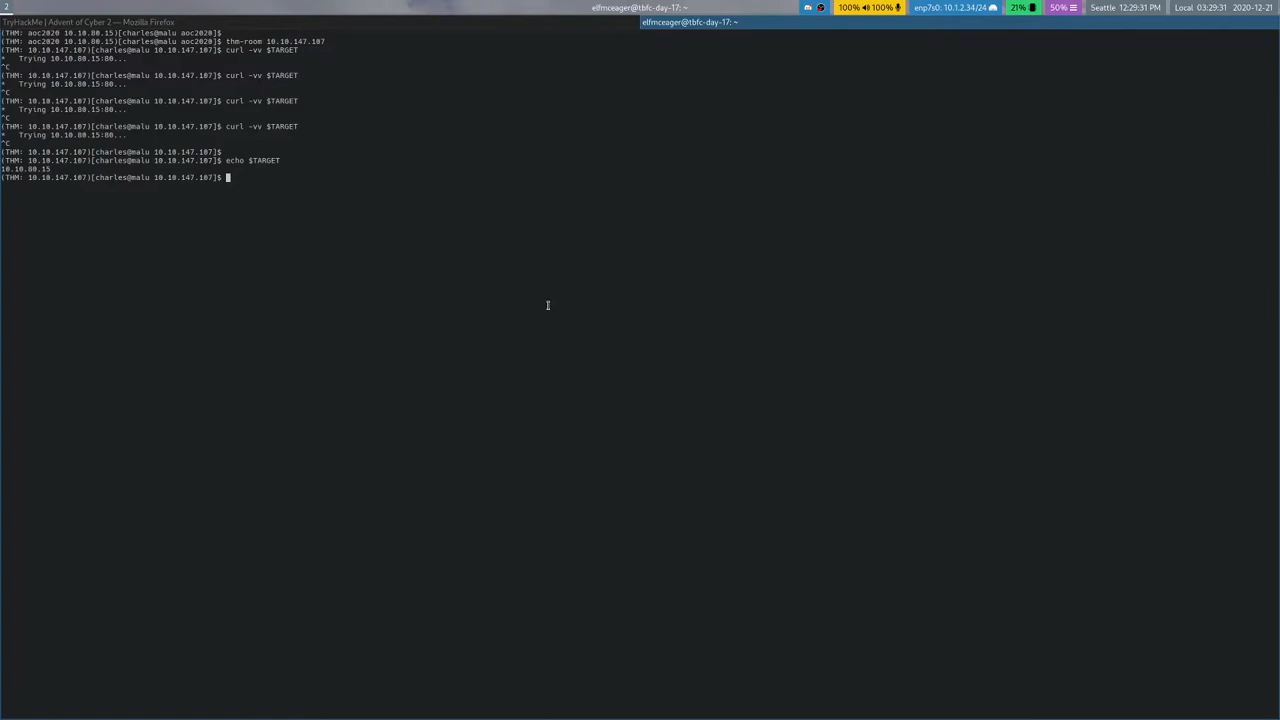 2
elfmceager@tbfc-day-17: ~
100% 100%
enp7s0: 10.1.2.34/24
21%
50%
Seattle 12:29:31 PM
Local 03:29:31
2020-12-21
TryHackMe | Advent of Cyber 2 — Mozilla Firefox
elfmceager@tbfc-day-17: ~
(THM: aoc2020 10.10.80.15)[charles@malu aoc2020]$
(THM: aoc2020 10.10.80.15)[charles@malu aoc2020]$ thm-room 10.10.147.107
(THM: 10.10.147.107)[charles@malu 10.10.147.107]$ curl -vv $TARGET
*   Trying 10.10.80.15:80...
^C
(THM: 10.10.147.107)[charles@malu 10.10.147.107]$ curl -vv $TARGET
*   Trying 10.10.80.15:80...
^C
(THM: 10.10.147.107)[charles@malu 10.10.147.107]$ curl -vv $TARGET
*   Trying 10.10.80.15:80...
^C
(THM: 10.10.147.107)[charles@malu 10.10.147.107]$ curl -vv $TARGET
*   Trying 10.10.80.15:80...
^C
(THM: 10.10.147.107)[charles@malu 10.10.147.107]$
(THM: 10.10.147.107)[charles@malu 10.10.147.107]$ echo $TARGET
10.10.80.15
(THM: 10.10.147.107)[charles@malu 10.10.147.107]$